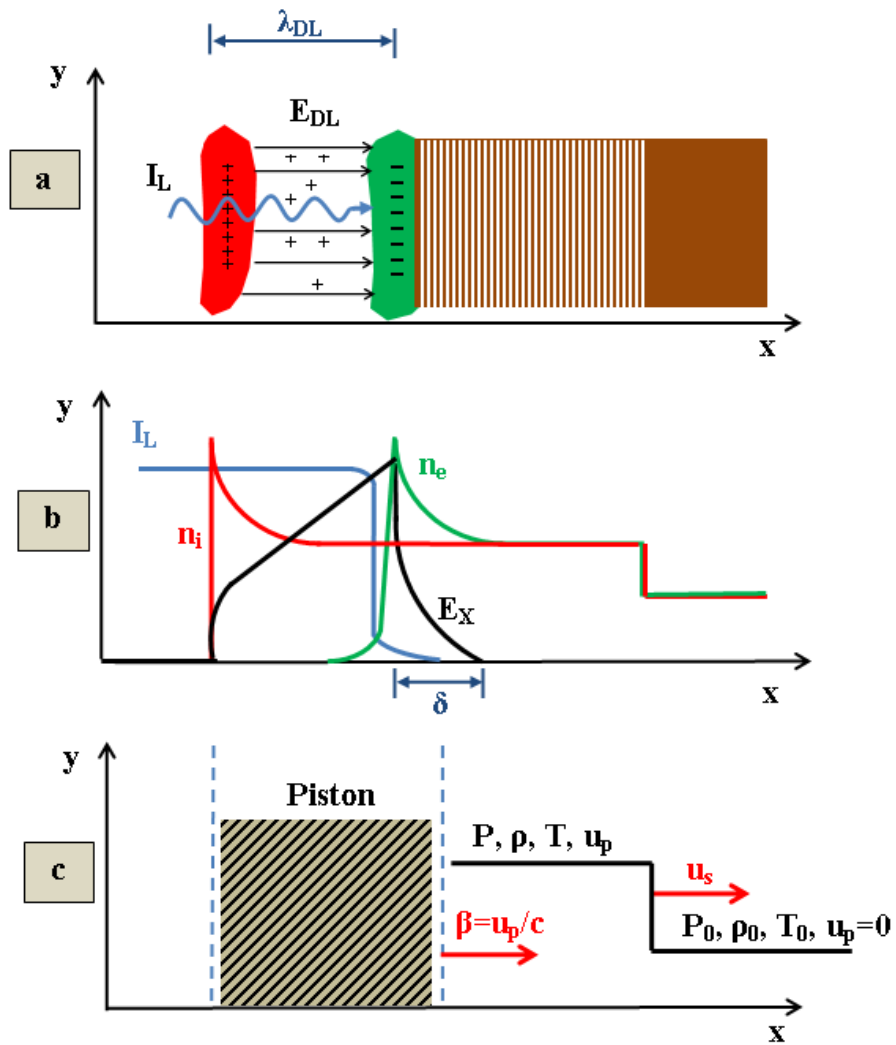 λDL
y
EDL
a
IL
x
y
IL
ne
b
ni
EX
x
δ
y
Piston
P, ρ, T, up
c
us
β=up/c
P0, ρ0, T0, up=0
x